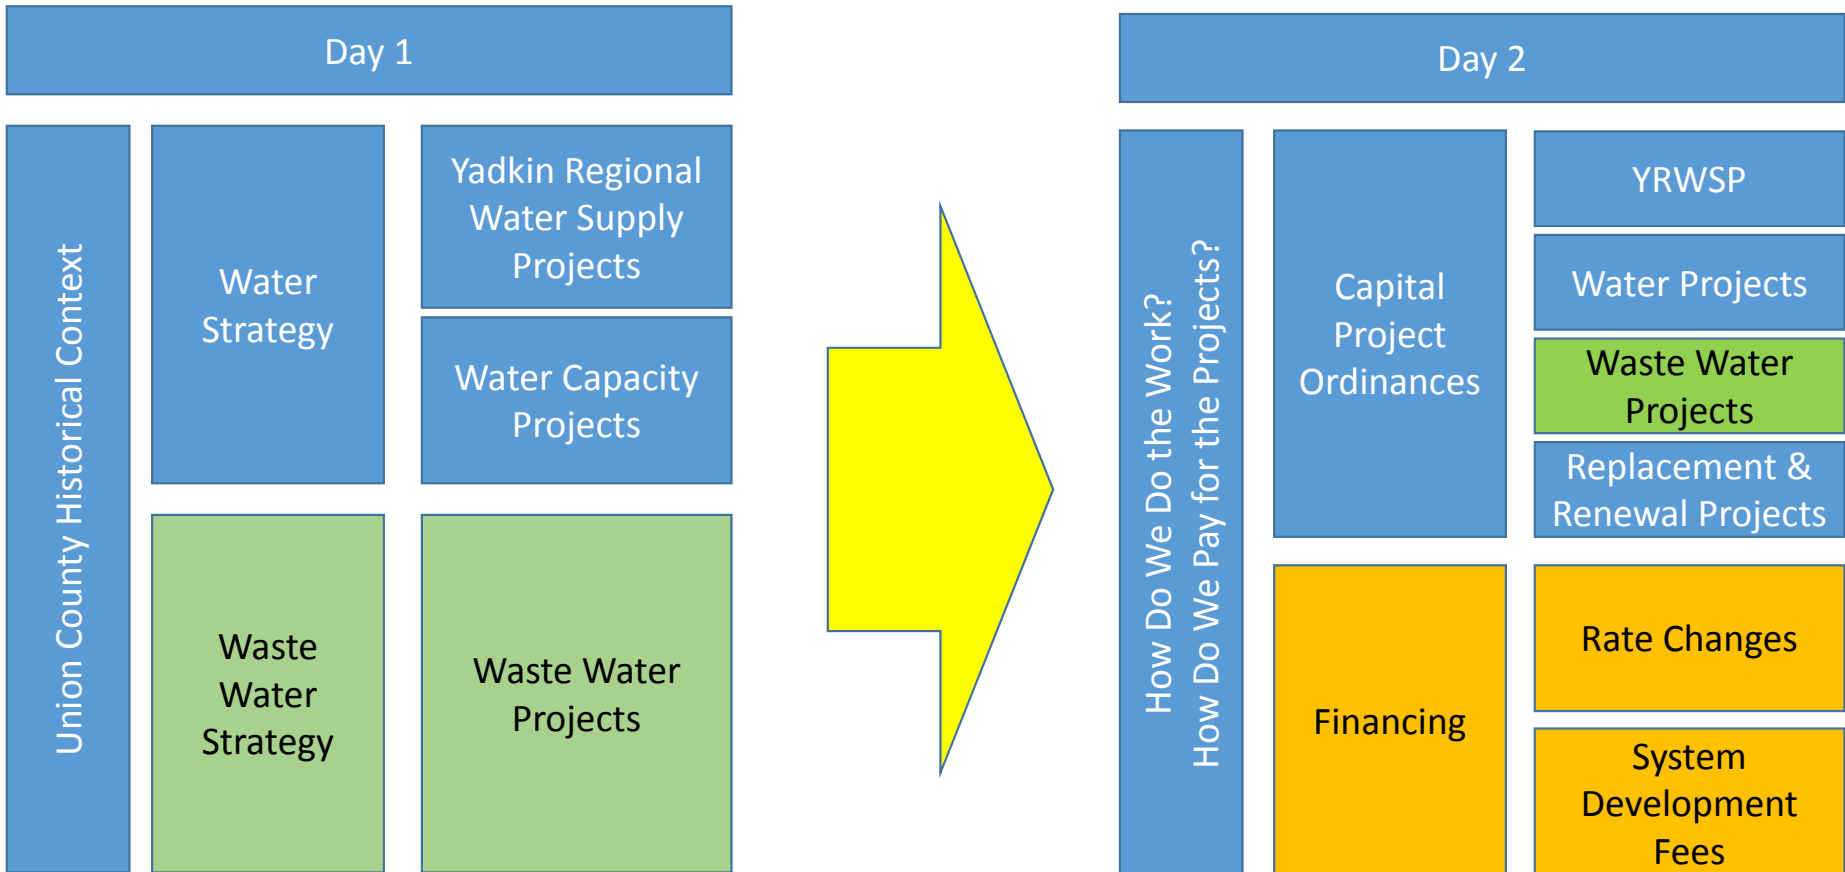 Day 1
Union County Historical Context
Water
Strategy
Yadkin Regional
Water Supply
Projects
Water Capacity
Projects
Waste
Water
Strategy
Waste Water
Projects
Day 2
How Do We Do the Work?
How Do We Pay for the Projects?
Capital
Project
Ordinances
YRWSP
Water Projects
Waste Water
Projects
Replacement &
Renewal Projects
Financing
Rate Changes
System
Development
Fees